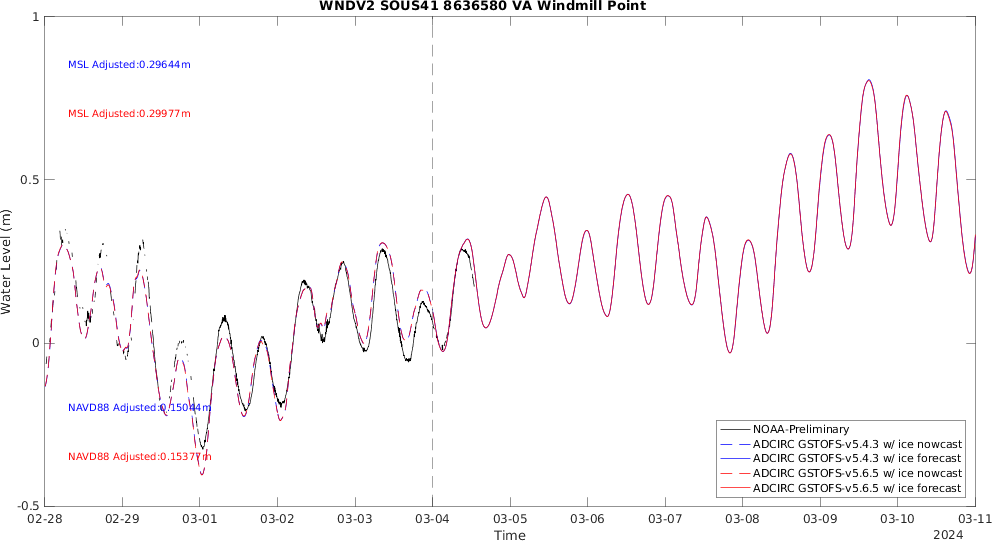 WNDV2 SOUS41 8636580 VA Windmill Point
MSL Adjusted:0.29644m
MSL Adjusted:0.29977m
NAVD88 Adjusted:0.15044m
NAVD88 Adjusted:0.15377m
Water Level (m)
1
0.5
0
-0.5
NOAA-Preliminary
ADCIRC GSTOFS-v5.4.3 w/ ice nowcast
ADCIRC GSTOFS-v5.4.3 w/ ice forecast
ADCIRC GSTOFS-v5.6.5 w/ ice nowcast
ADCIRC GSTOFS-v5.6.5 w/ ice forecast
02-28 02-29 03-01 03-02 03-03 03-04 03-05 03-06 03-07 03-08 03-09 03-10 03-11
Time
2024